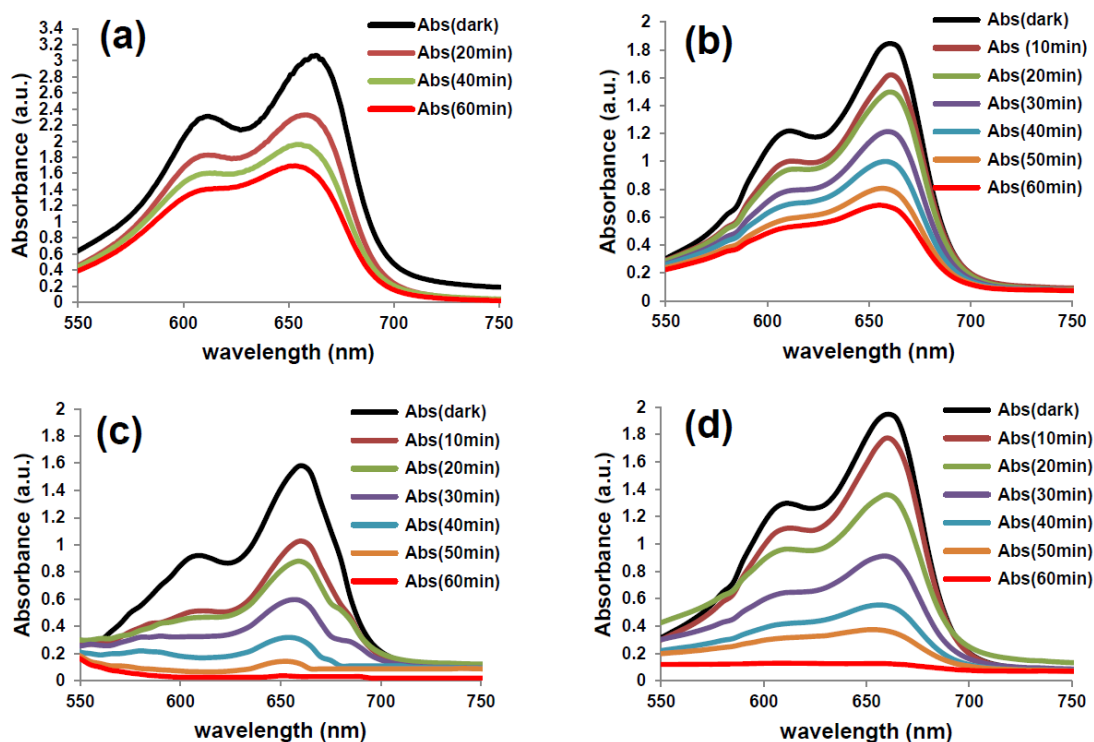 (a)
Absorbance (a.u.)
3.4
3.2
3
2.8
2.6
2.4
2.2
2
1.8
1.6
1.4
1.2
1
0.8
0.6
0.4
0.2
0
550 600 650 700 750
wavelength (nm)
Abs(dark)
Abs(20min)
Abs(40min)
Abs(60min)
(b)
Absorbance (a.u.)
2
1.8
1.6
1.4
1.2
1
0.8
0.6
0.4
0.2
0
550 600 650 700 750
wavelength (nm)
Abs(dark)
Abs (10min)
Abs(20min)
Abs(30min)
Abs(40min)
Abs(50min)
Abs(60min)
(c)
Absorbance (a.u.)
2
1.8
1.6
1.4
1.2
1
0.8
0.6
0.4
0.2
0
550 600 650 700 750
wavelength (nm)
Abs(dark)
Abs(10min)
Abs(20min)
Abs(30min)
Abs(40min)
Abs(50min)
Abs(60min)
(d)
Absorbance (a.u.)
2
1.8
1.6
1.4
1.2
1
0.8
0.6
0.4
0.2
0
550 600 650 700 750
wavelength (nm)
Abs(dark)
Abs(10min)
Abs(20min)
Abs(30min)
Abs(40min)
Abs(50min)
Abs(60min)